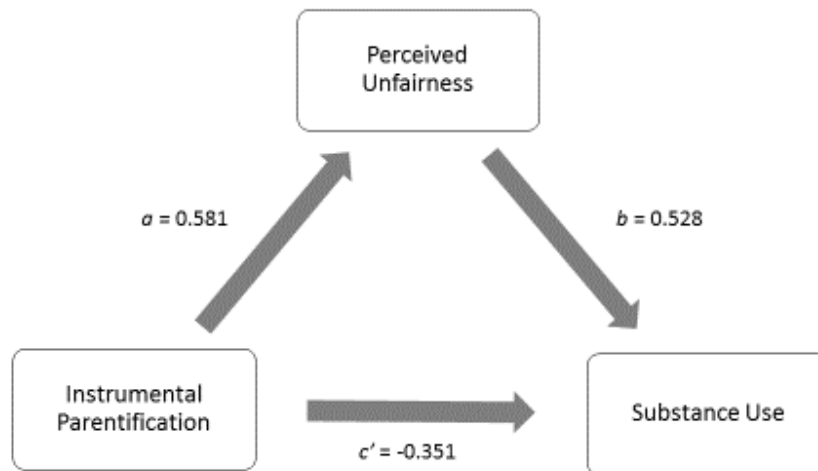 Perceived
Unfairness
a = 0.581
b = 0.528
Instrumental
Parentification
Substance Use
c' = -0.351